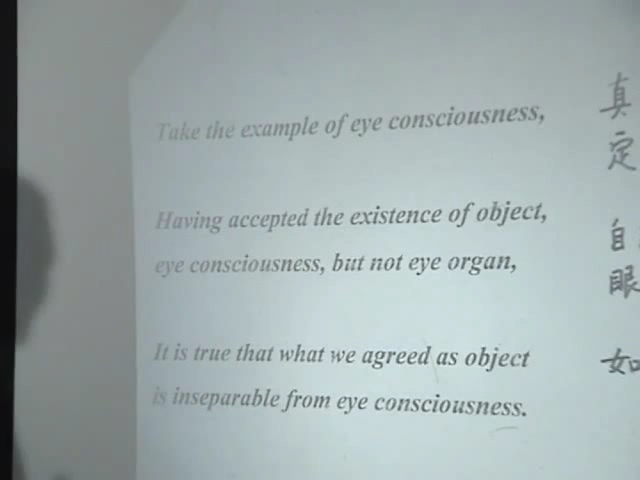 Take the example of eye consciousness,
Having accepted the existence of object,
eye consciousness, but not eye organ,
It is true that what we agreed as object
is inseparable from eye consciousness.
真
定
自
眼
如